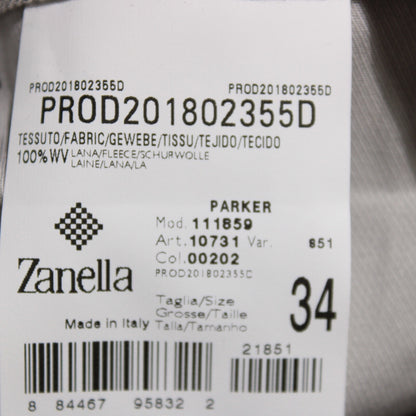 PROD201802355D PROD201802355D
PROD201802355D
TESSUTO/FABRIC/GEWEBE/TISSU/TEJIDO/TECIDO
100%WV LANA/FLEECE/SCHURWOLLE
LAINE/LANA/LA
PARKER
Mod. 111859
Art. 10731 Var. 851
Col. 00202
PROD201802355D
Zanella
Taglia/Size
Grosse/Taille
Talla/Tamanho
34
Made in Italy
21851
8 84467 95832 2